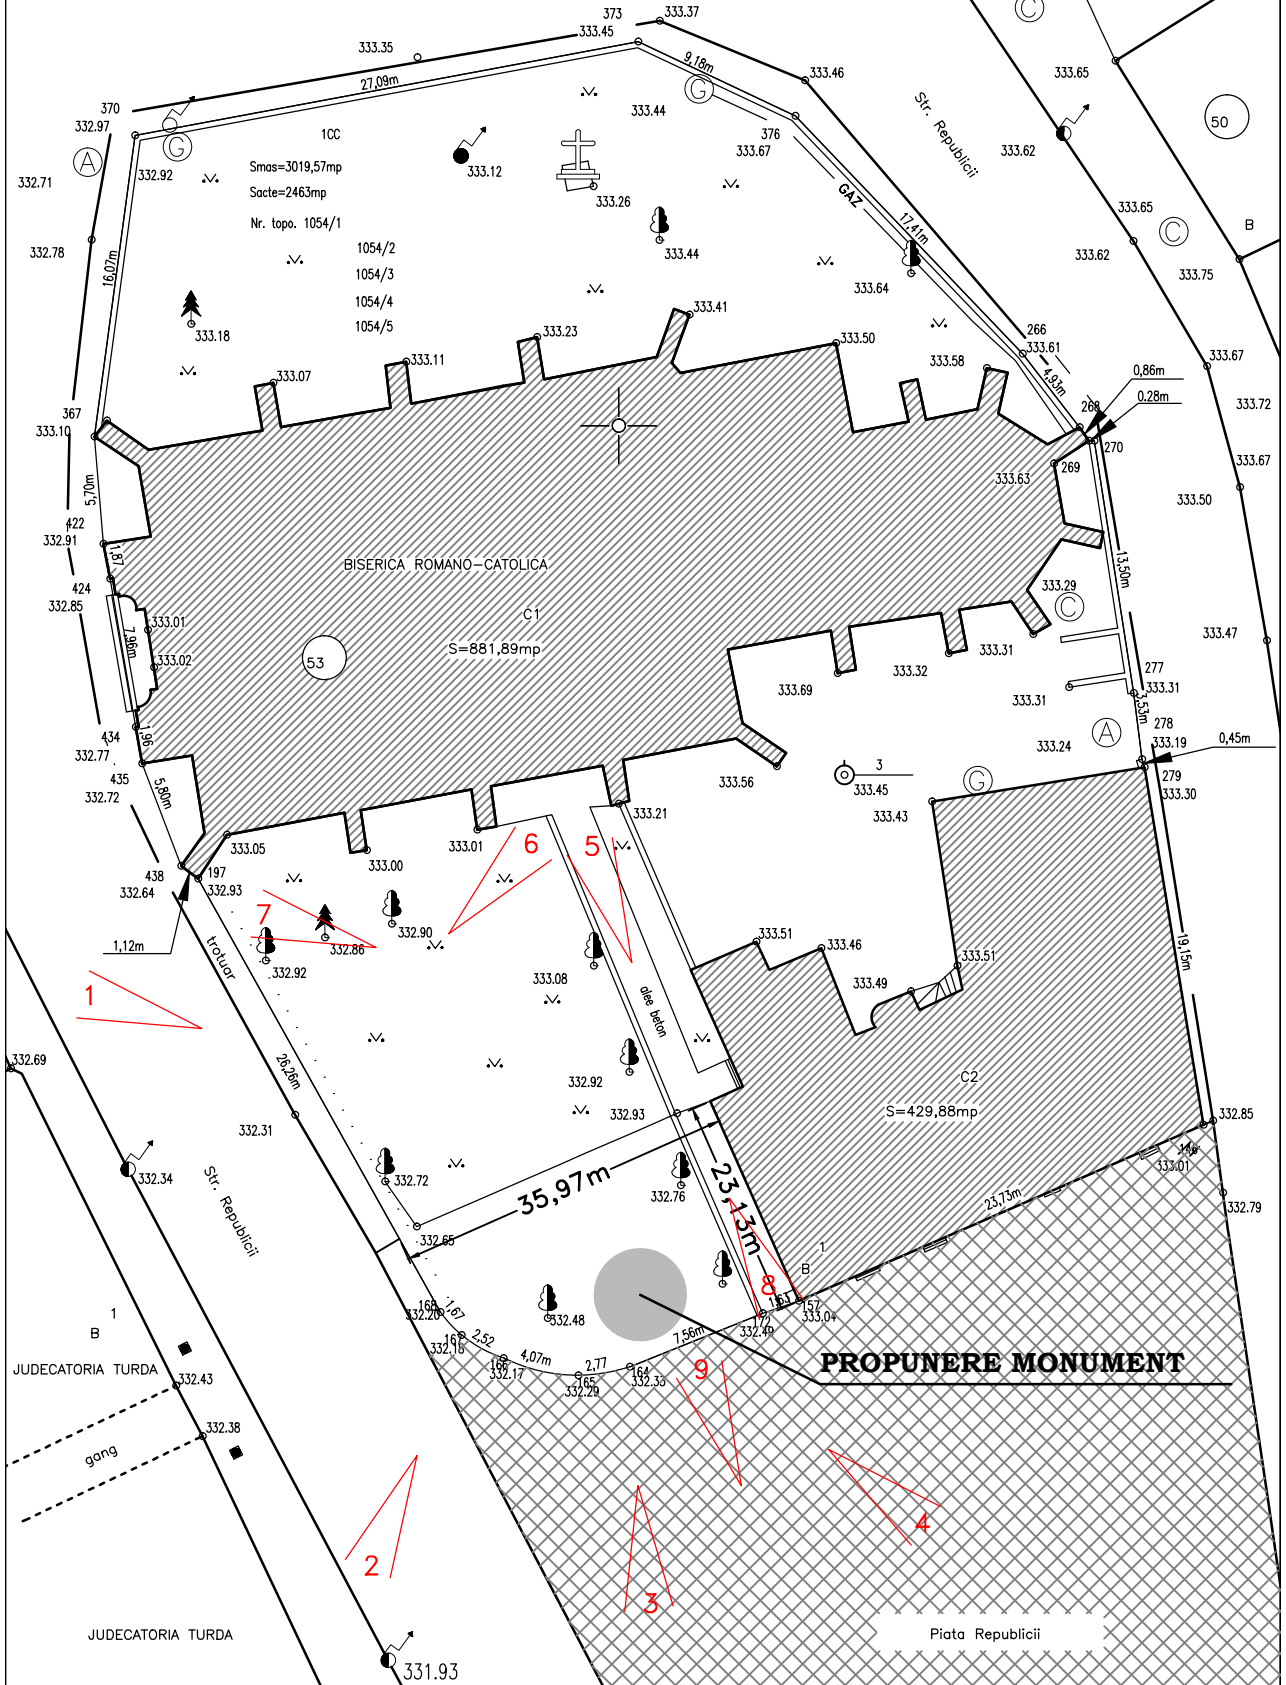 373
333.37
333.45
333.35
9,18m
333.46
27,09m
333.65
50
G
C
370
332.97
G
A
1CC
333.44
376
333.67
Str. Republicii
333.62
332.71
332.92
Smas=3019,57mp
333.12
Sacte=2463mp
333.26
GAZ
Nr. topo. 1054/1
1054/2
1054/3
1054/4
1054/5
17,41m
333.65
C
B
332.78
333.44
333.62
333.75
16,07m
333.64
333.18
333.41
333.23
333.50
266
333.61
333.11
333.58
333.07
4,93m
0,86m
333.67
0.28m
333.72
367
333.10
268
270
269
333.63
333.67
5,70m
333.50
422
332.91
1,87
13,50m
BISERICA ROMANO-CATOLICA
424
332.85
333.29
C
C1
333.01
7,96m
333.02
53
S=881,89mp
333.47
333.32
333.31
277
333.31
333.69
333.31
3,53m
434
332.77
1,96
A
278
333.24
333.19
0,45m
435
332.72
5,80m
333.56
3
333.45
G
279
333.30
333.43
333.21
333.05
333.01
6
5
333.00
438
332.64
197
332.93
7
332.90
332.86
1,12m
trotuar
332.92
333.51
333.46
333.51
19,15m
333.08
333.49
1
alee beton
332.69
26,26m
332.92
C2
332.93
S=429,88mp
332.31
332.85
146
333.01
332.34
332.72
35,97m
332.76
23,13m
23,73m
332.79
Str. Republicii
332.65
1
B
8
168
332.20
1,67
332.48
1,63
157
333.04
172
332.49
1
B
167
332.18
2,52
4,07m
7,56m
166
332.17
2,77
165
332.29
164
332.33
JUDECATORIA TURDA
9
PROPUNERE MONUMENT
332.43
332.38
gang
4
2
3
JUDECATORIA TURDA
Piata Republicii
331.93